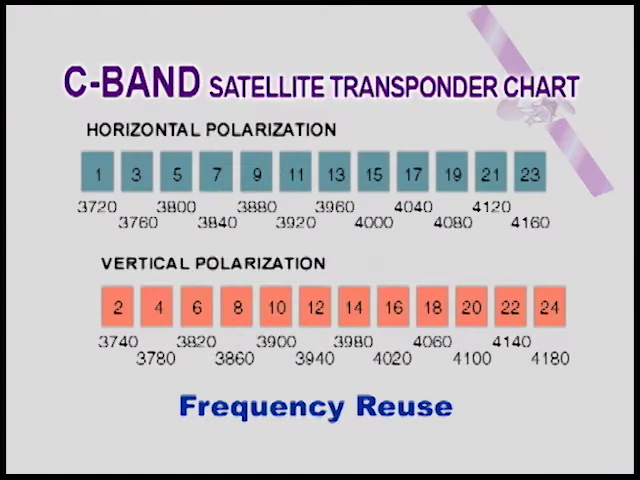 C-BAND SATELLITE TRANSPONDER CHART
HORIZONTAL POLARIZATION
1 3 5 7 9 11 13 15 17 19 21 23
3720 3800 3880 3960 4040 4120
3760 3840 3920 4000 4080 4160
VERTICAL POLARIZATION
2 4 6 8 10 12 14 16 18 20 22 24
3740 3820 3900 3980 4060 4140
3780 3860 3940 4020 4100 4180
Frequency Reuse